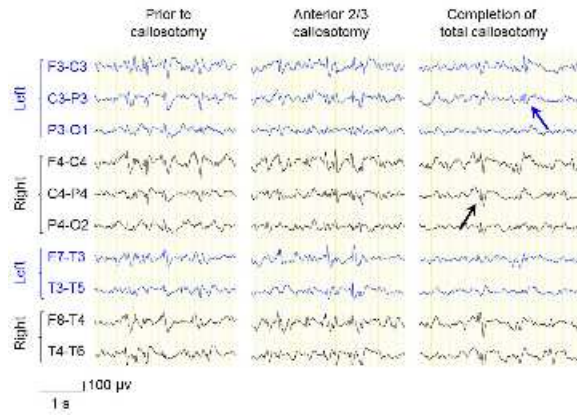 Prior to
callosotomy
Anterior 2/3
callosotomy
Completion of
total callosotomy
Left
F3-C3
C3-P3
P3-O1
Right
F4-C4
C4-P4
P4-O2
Left
F7-T3
T3-T5
Right
F8-T4
T4-T6
100 μv
1 s